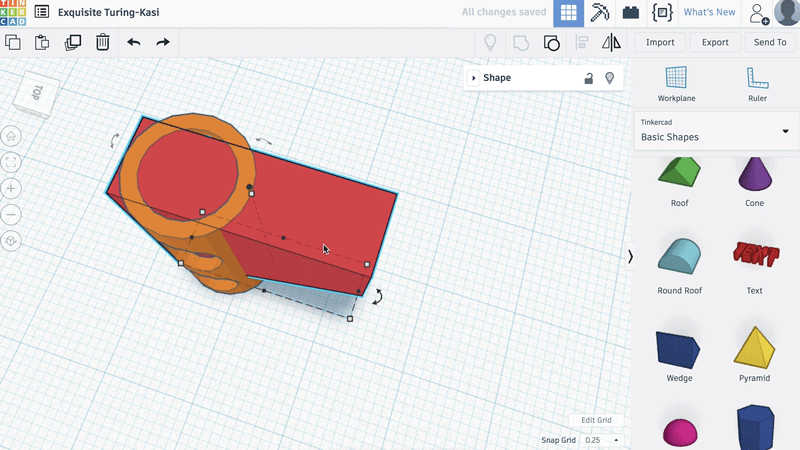 TIN
KER
CAD
Exquisite Turing-Kasi
All changes saved
What's New
Import
Export
Send To
TOP
Shape
Workplane
Ruler
Tinkercad
Basic Shapes
Roof
Cone
TEXT
Round Roof
Text
Wedge
Pyramid
Edit Grid
Snap Grid 0.25